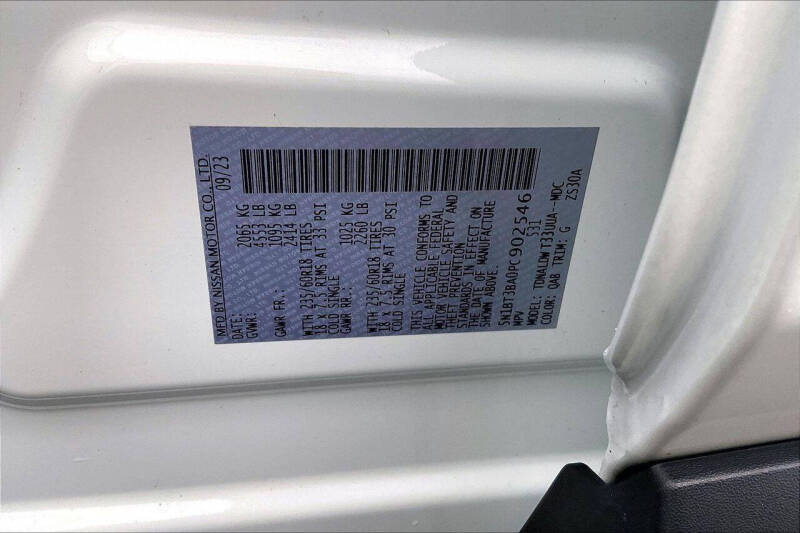 MFD BY NISSAN MOTOR CO., LTD.
DATE: 09/23
GVWR: 2065 KG
4553 LB
GAWR FR.: 1095 KG
2414 LB
WITH 235/60R18 TIRES
18 X 7.5 RIMS AT 33 PSI
COLD SINGLE
GAWR RR.: 1025 KG
2260 LB
WITH 235/60R18 TIRES
18 X 7.5 RIMS AT 30 PSI
COLD SINGLE
THIS VEHICLE CONFORMS TO
ALL APPLICABLE FEDERAL
MOTOR VEHICLE SAFETY AND
THEFT PREVENTION
STANDARDS IN EFFECT ON
THE DATE OF MANUFACTURE
SHOWN ABOVE.
5N1BT3BA0PC902546
MPV 531
MODEL: TDNALDWT33UUA-MDC
COLOR: QAB TRIM: G ZS30A